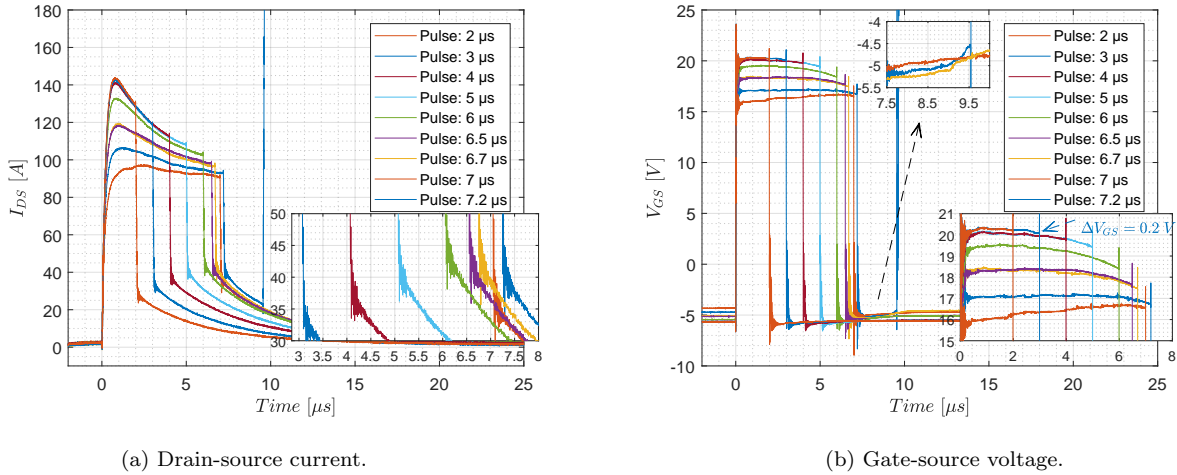 180
160
140
120
100
80
60
40
20
0
I_DS [A]
0 5 10 15 20 25
Time [µs]
Pulse: 2 µs
Pulse: 3 µs
Pulse: 4 µs
Pulse: 5 µs
Pulse: 6 µs
Pulse: 6.5 µs
Pulse: 6.7 µs
Pulse: 7 µs
Pulse: 7.2 µs
50
45
40
35
30
3 3.5 4 4.5 5 5.5 6 6.5 7 7.5 8
(a) Drain-source current.
25
20
15
10
5
0
-5
-10
V_GS [V]
0 5 10 15 20 25
Time [µs]
Pulse: 2 µs
Pulse: 3 µs
Pulse: 4 µs
Pulse: 5 µs
Pulse: 6 µs
Pulse: 6.5 µs
Pulse: 6.7 µs
Pulse: 7 µs
Pulse: 7.2 µs
-4
-4.5
-5
-5.5
7.5 8.5 9.5
21
20
19
18
17
16
15
0 2 4 6 8
ΔV_GS = 0.2 V
(b) Gate-source voltage.